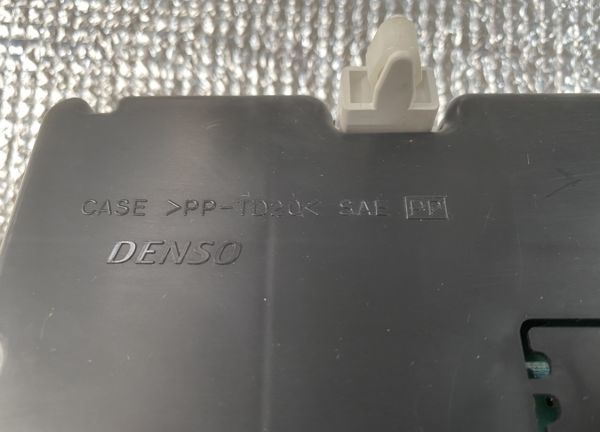 CASE >PP-TD20< SAE PP
DENSO